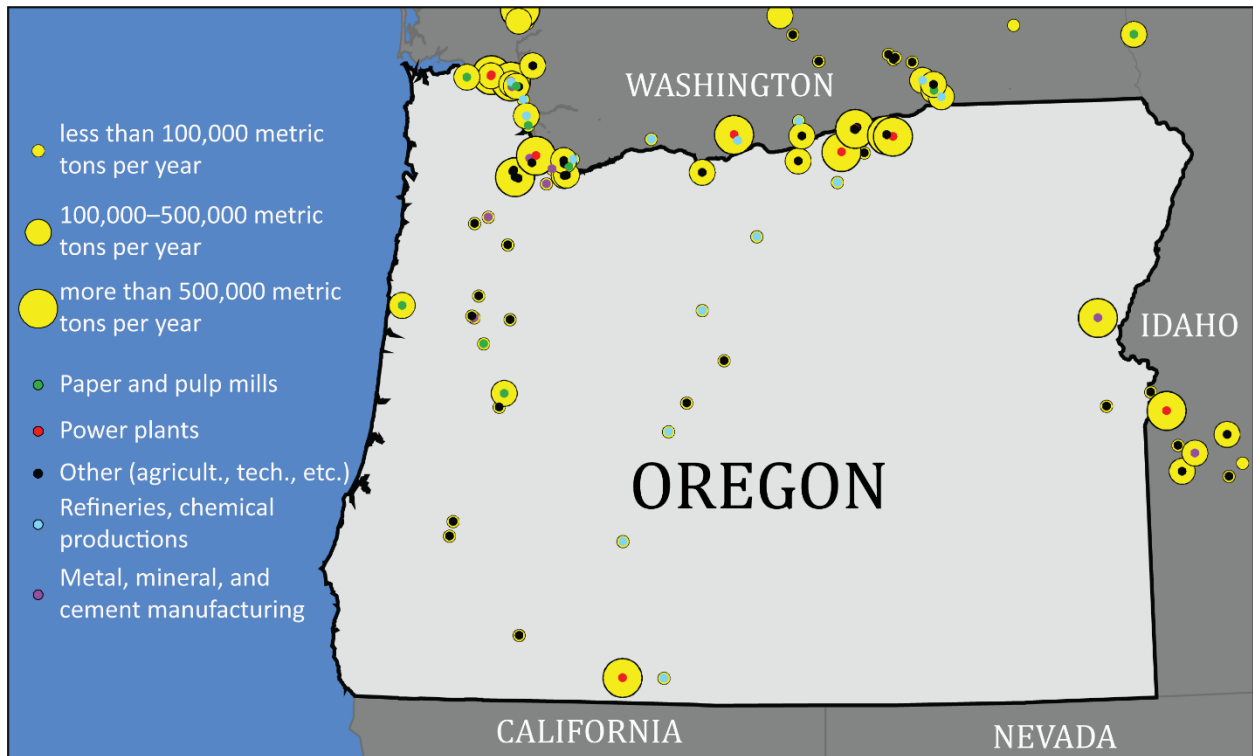 WASHINGTON
less than 100,000 metric
tons per year
100,000–500,000 metric
tons per year
more than 500,000 metric
tons per year
IDAHO
Paper and pulp mills
Power plants
Other (agricult., tech., etc.)
OREGON
Refineries, chemical
productions
Metal, mineral, and
cement manufacturing
CALIFORNIA
NEVADA